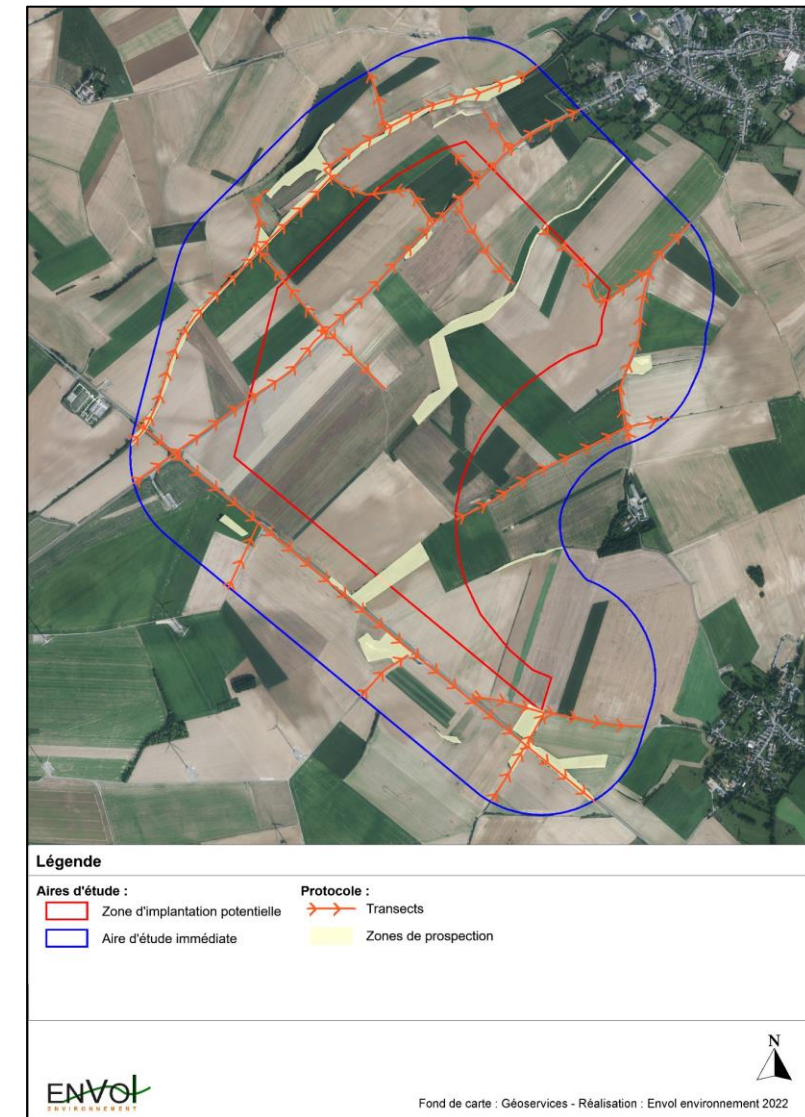 Légende
Aires d'étude :
Zone d'implantation potentielle
Aire d'étude immédiate
Protocole :
Transects
Zones de prospection
N
ENVOL
ENVIRONNEMENT
Fond de carte : Géoservices - Réalisation : Envol environnement 2022